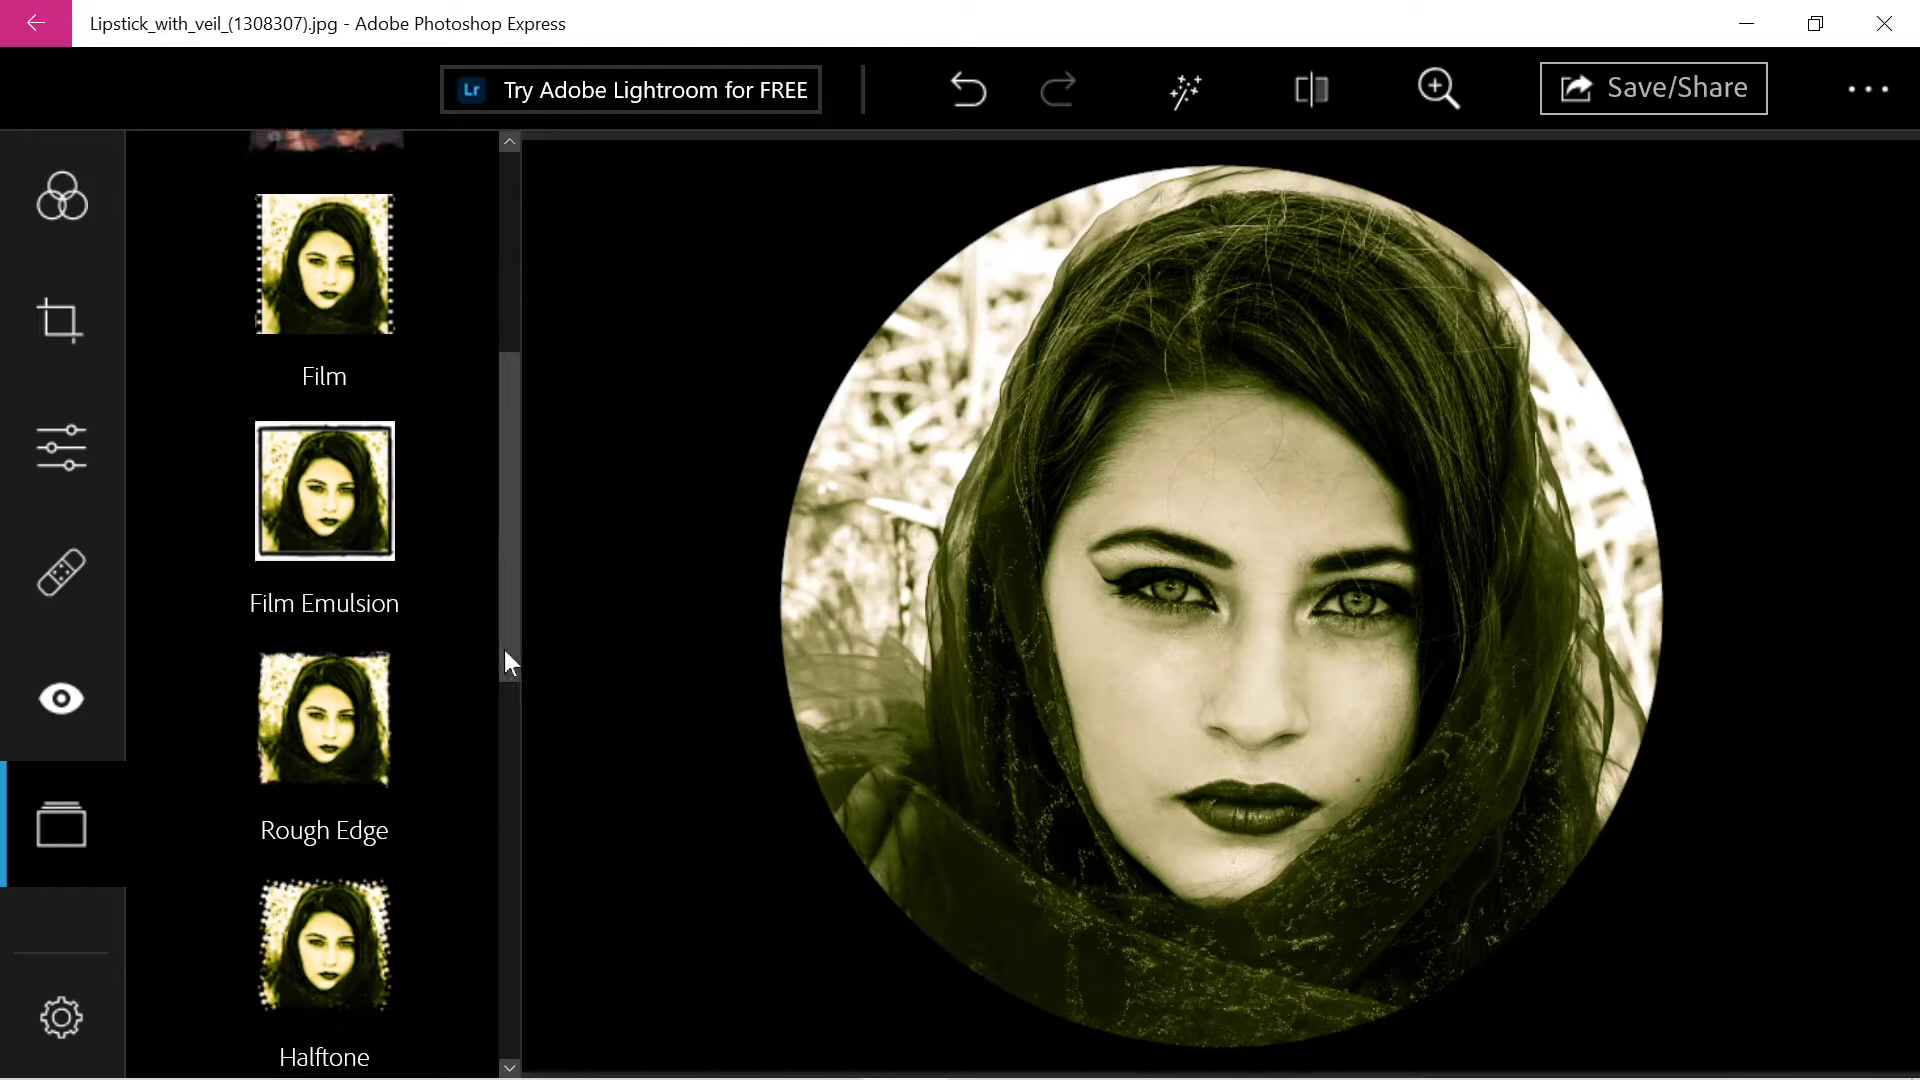 Lipstick_with_veil_(1308307).jpg - Adobe Photoshop Express
Lr Try Adobe Lightroom for FREE
Save/Share
Film
Film Emulsion
Rough Edge
Halftone